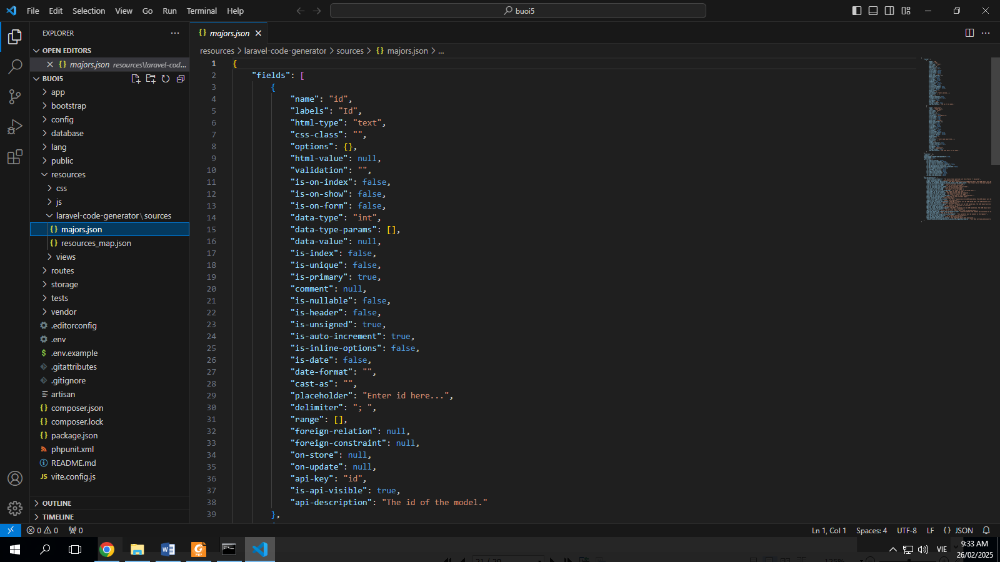 File Edit Selection View Go Run Terminal Help
buoi5
EXPLORER
OPEN EDITORS
majors.json resources\laravel-cod...
BUOI5
app
bootstrap
config
database
lang
public
resources
css
js
laravel-code-generator\sources
majors.json
resources_map.json
views
routes
storage
tests
vendor
.editorconfig
.env
.env.example
.gitattributes
.gitignore
artisan
composer.json
composer.lock
package.json
phpunit.xml
README.md
vite.config.js
OUTLINE
TIMELINE
majors.json
resources > laravel-code-generator > sources > {} majors.json > ...
1 {
2 "fields": [
3 {
4 "name": "id",
5 "labels": "Id",
6 "html-type": "text",
7 "css-class": "",
8 "options": {},
9 "html-value": null,
10 "validation": "",
11 "is-on-index": false,
12 "is-on-show": false,
13 "is-on-form": false,
14 "data-type": "int",
15 "data-type-params": [],
16 "data-value": null,
17 "is-index": false,
18 "is-unique": false,
19 "is-primary": true,
20 "comment": null,
21 "is-nullable": false,
22 "is-header": false,
23 "is-unsigned": true,
24 "is-auto-increment": true,
25 "is-inline-options": false,
26 "is-date": false,
27 "date-format": "",
28 "cast-as": "",
29 "placeholder": "Enter id here...",
30 "delimiter": "; ",
31 "range": [],
32 "foreign-relation": null,
33 "foreign-constraint": null,
34 "on-store": null,
35 "on-update": null,
36 "api-key": "id",
37 "is-api-visible": true,
38 "api-description": "The id of the model."
39 },
0 0 0
Ln 1, Col 1 Spaces: 4 UTF-8 LF {} JSON
VIE
9:33 AM
26/02/2025